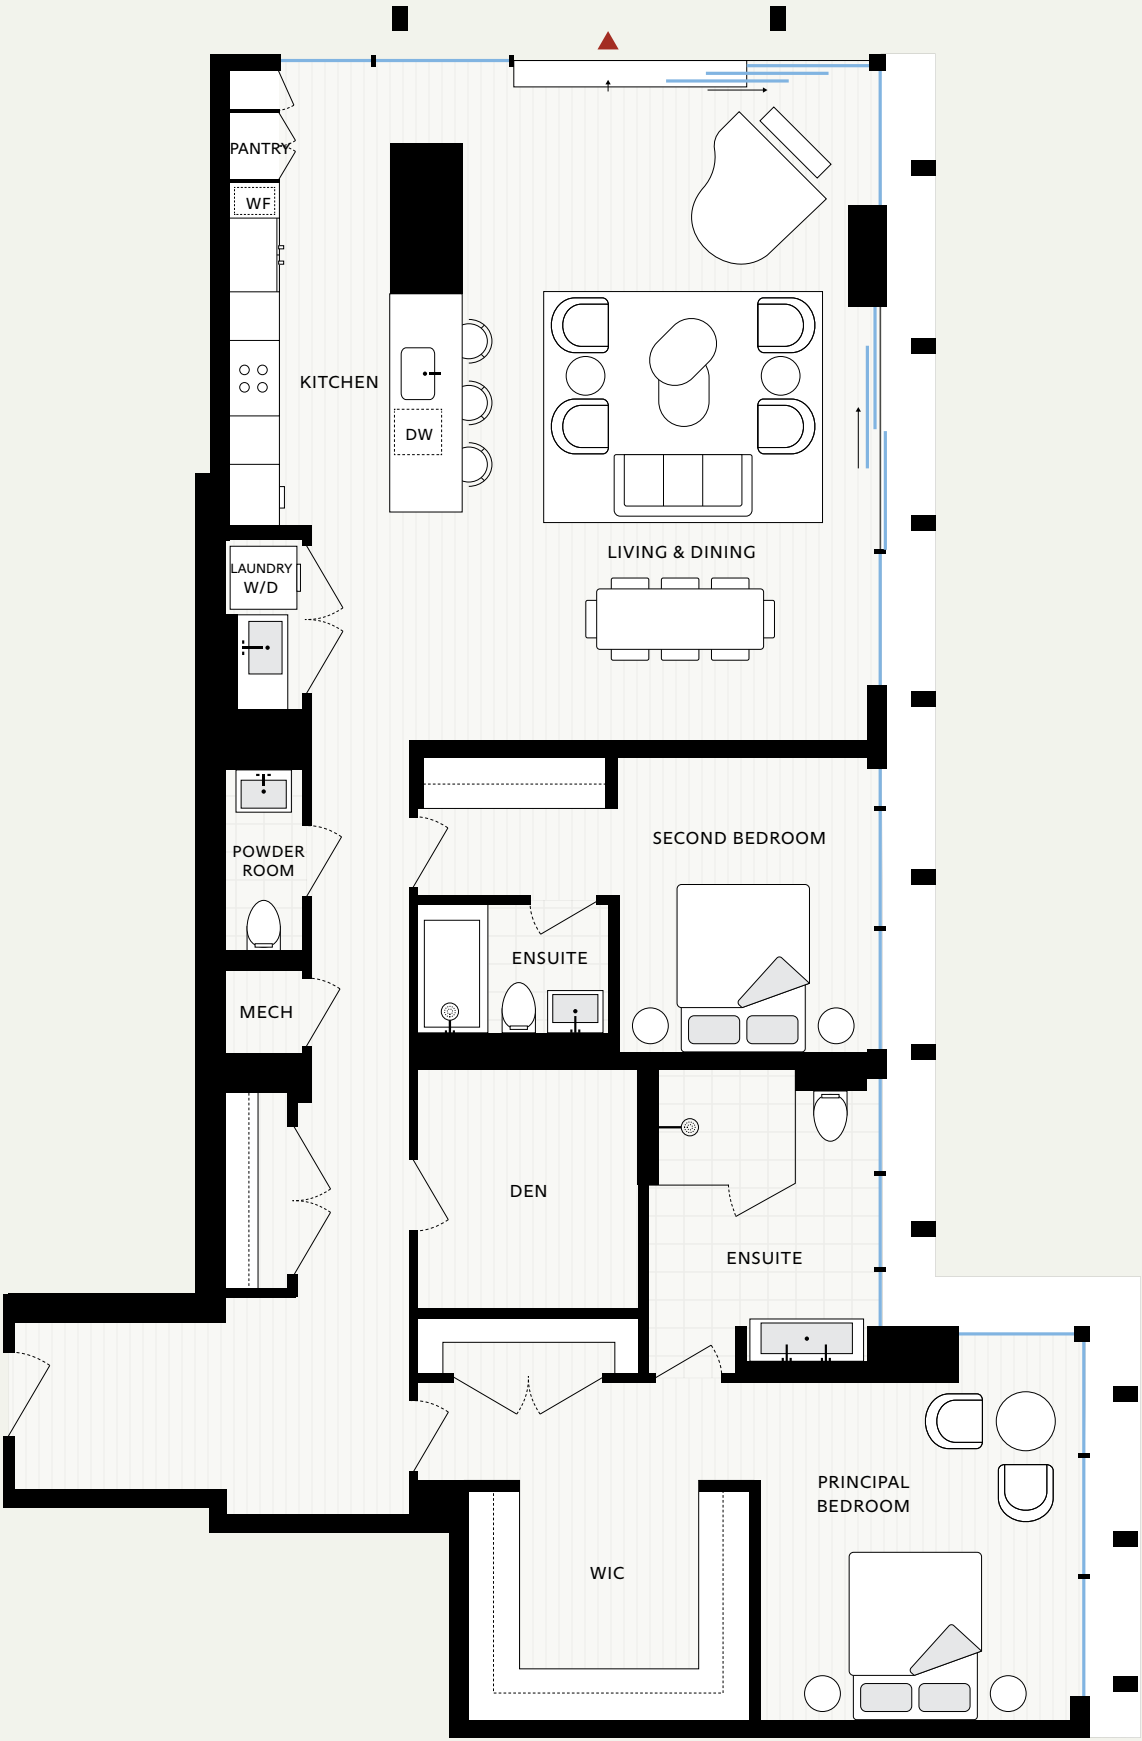 PANTRY
WF
KITCHEN
DW
LIVING & DINING
LAUNDRY
W/D
SECOND BEDROOM
POWDER
ROOM
ENSUITE
MECH
DEN
ENSUITE
PRINCIPAL
BEDROOM
WIC